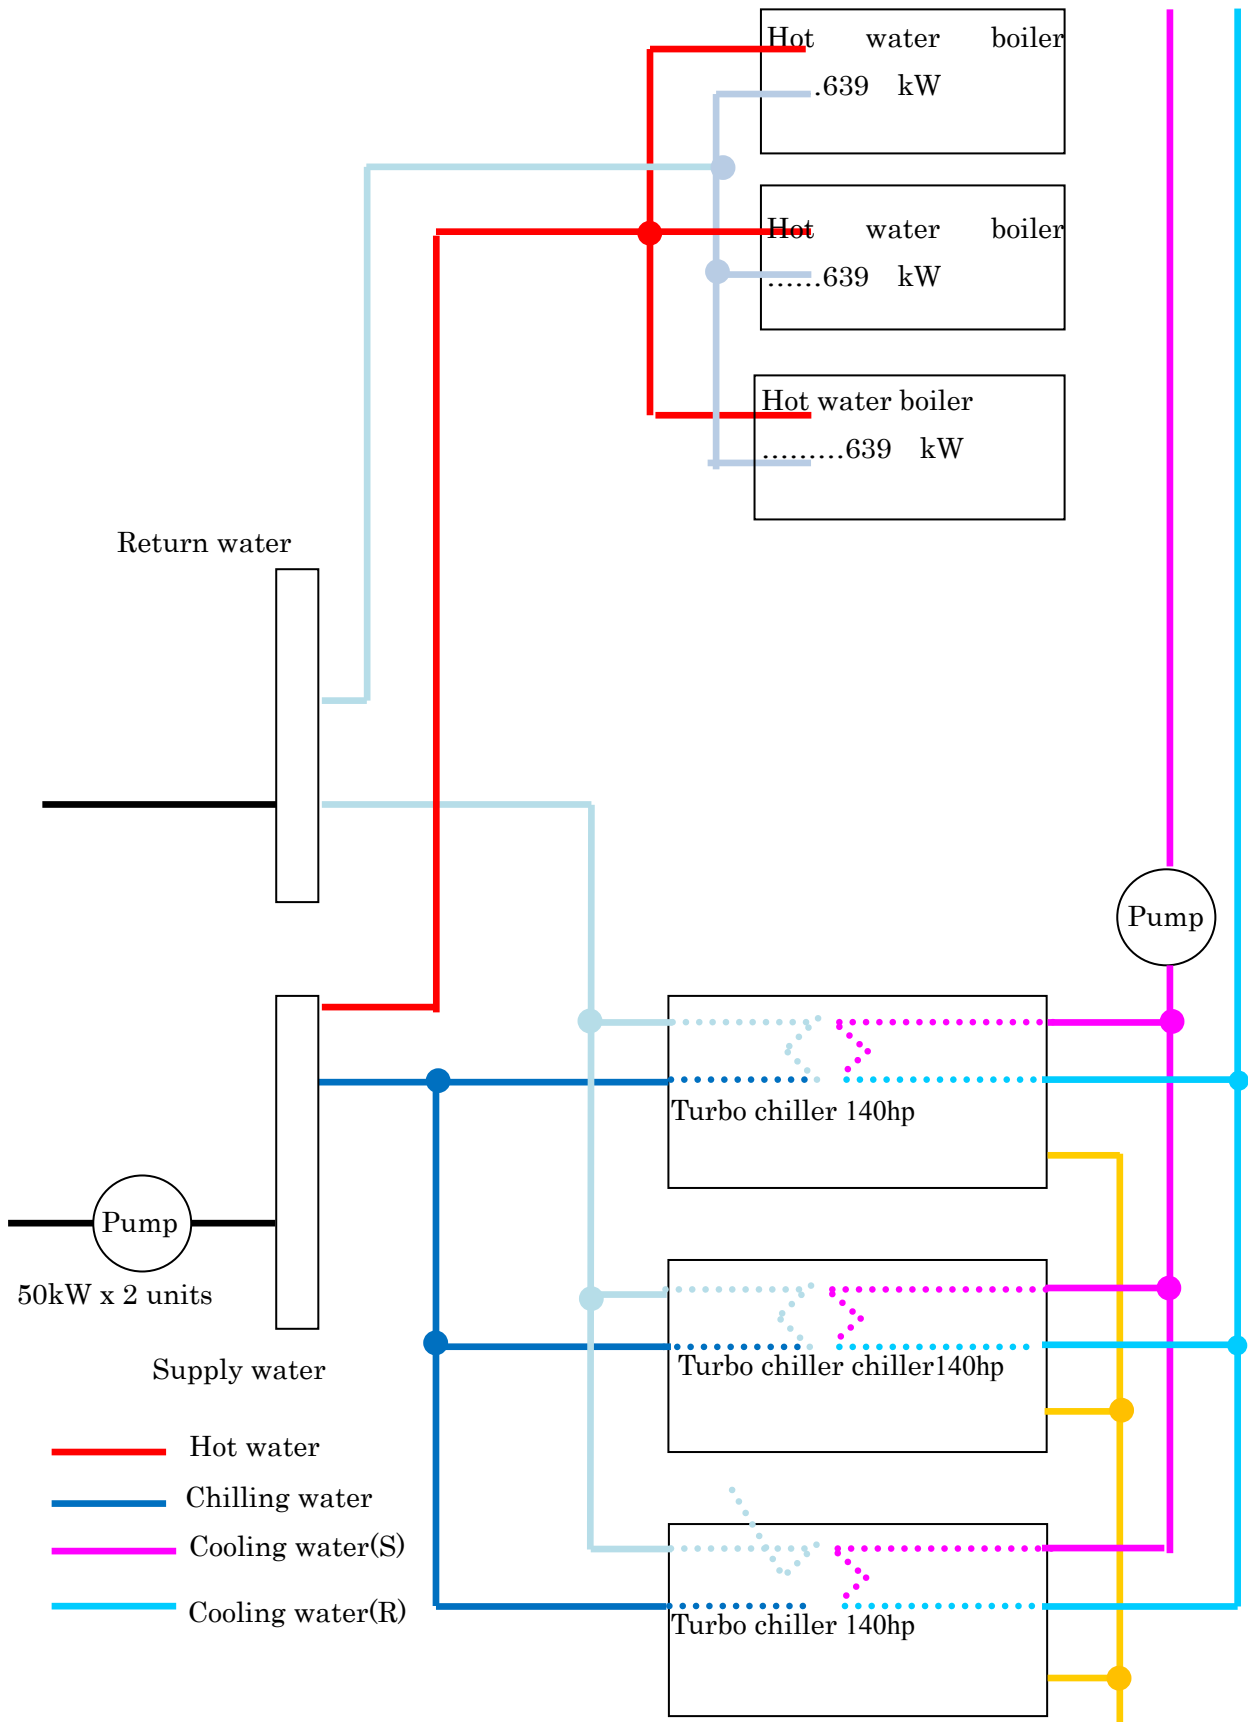 Hot water boiler
.639 kW
Hot water boiler
......639 kW
Hot water boiler
.........639 kW
Return water
Pump
Turbo chiller 140hp
Pump
50kW x 2 units
Supply water
Turbo chiller chiller140hp
Hot water
Chilling water
Cooling water(S)
Cooling water(R)
Turbo chiller 140hp